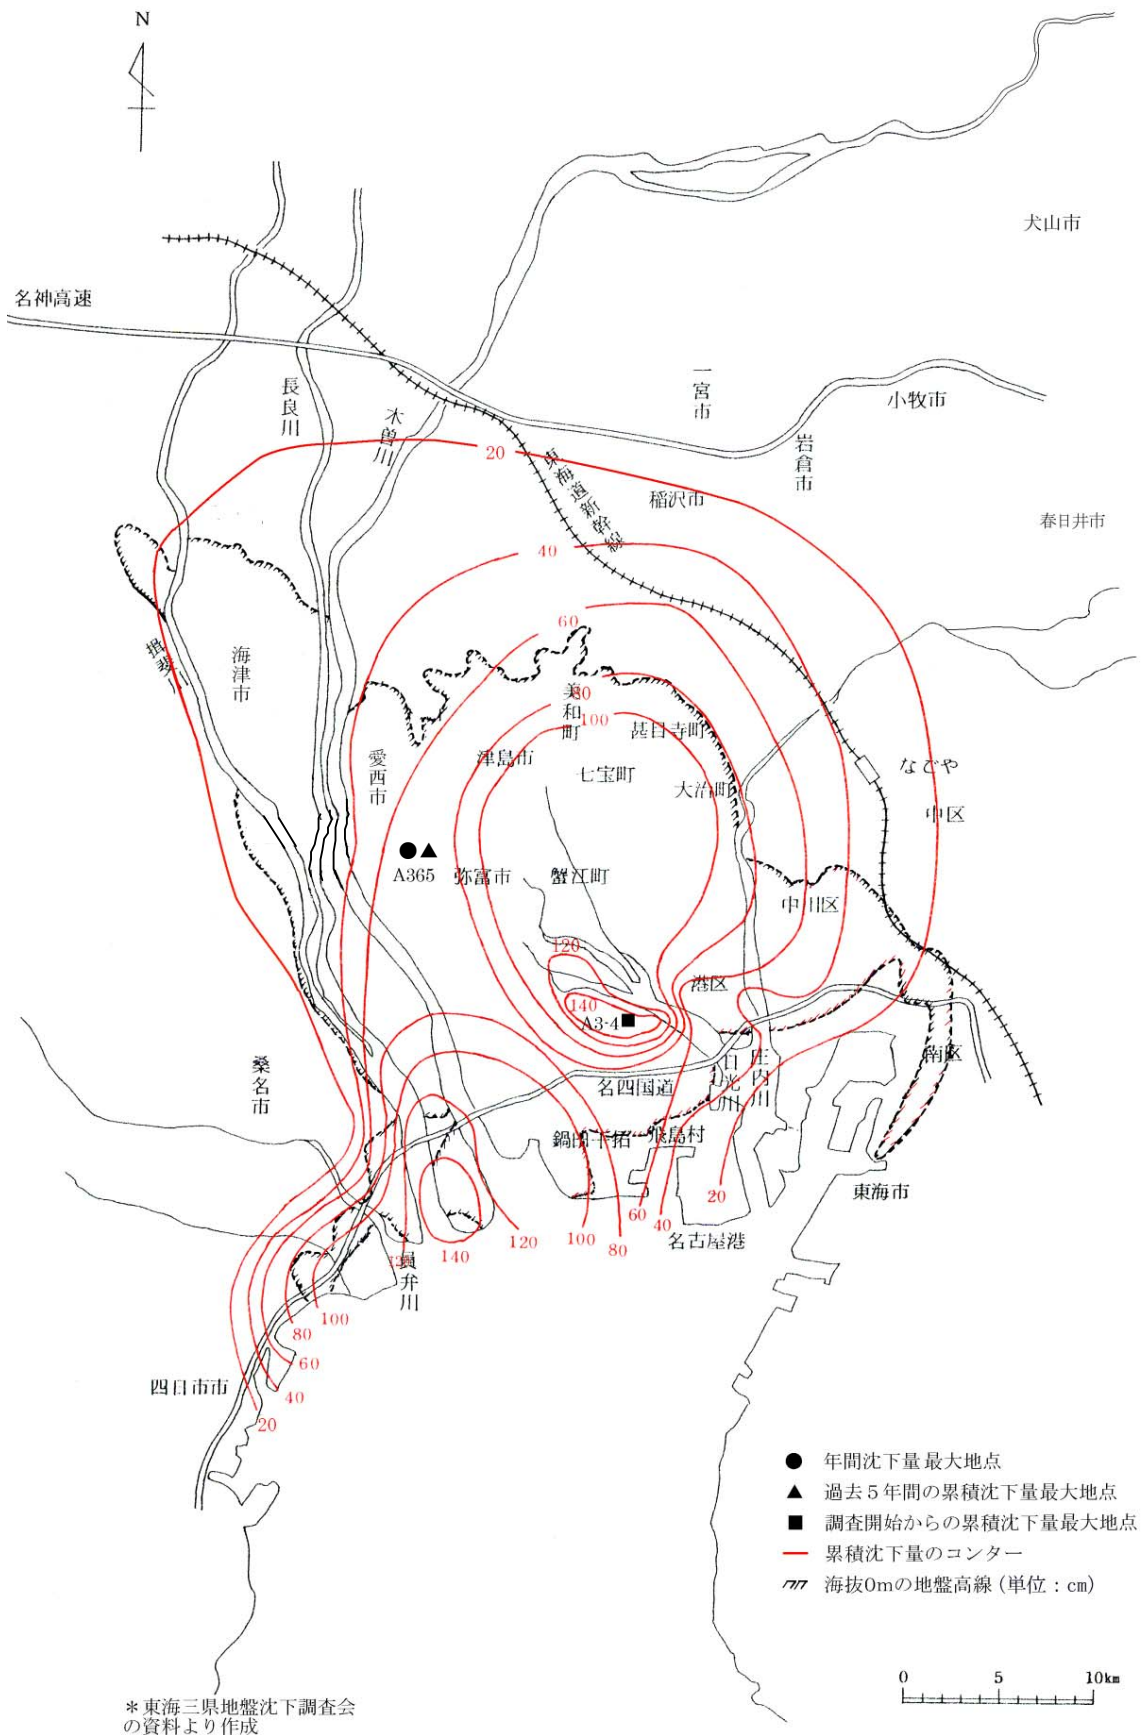 N
犬山市
名神高速
長良川
木曽川
一宮市
小牧市
岩倉市
20
東海道新幹線
稲沢市
春日井市
40
60
揖斐川
海津市
80
美和町
100
甚目寺町
愛西市
津島市
七宝町
大治町
なごや
中区
A365
弥富市
蟹江町
中川区
120
港区
140
A3-4
桑名市
名四国道
日光川
庄内川
南区
鍋田干拓
飛島村
東海市
20
60
40
名古屋港
100
80
120
140
120
員弁川
100
80
60
四日市市
40
20
● 年間沈下量最大地点
▲ 過去5年間の累積沈下量最大地点
■ 調査開始からの累積沈下量最大地点
累積沈下量のコンター
海抜0mの地盤高線(単位:cm)
0 5 10km
*東海三県地盤沈下調査会
の資料より作成